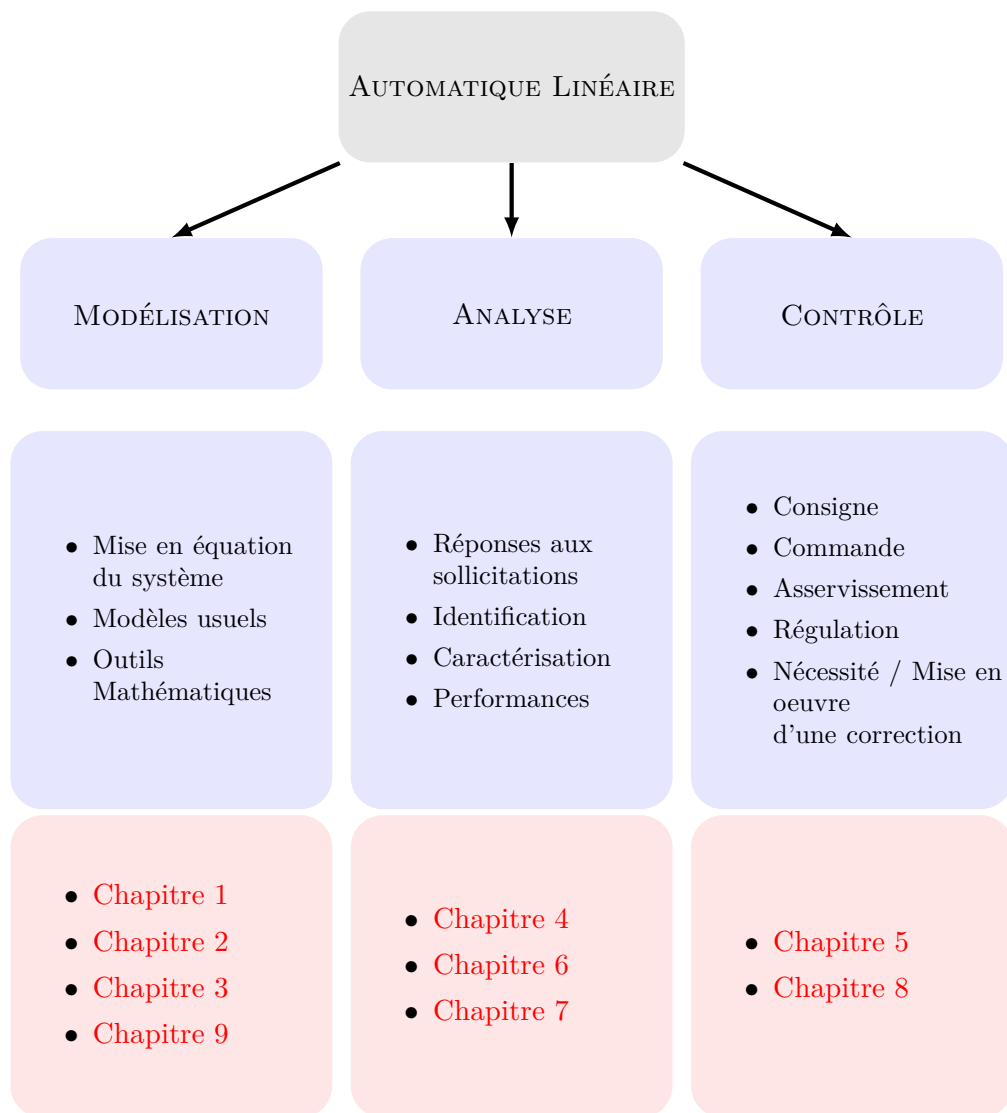 Automatique Linéaire
Modélisation
Analyse
Contrôle
• Mise en équation
du système
• Modèles usuels
• Outils
Mathématiques
• Réponses aux
sollicitations
• Identification
• Caractérisation
• Performances
• Consigne
• Commande
• Asservissement
• Régulation
• Nécessité / Mise en
oeuvre
d'une correction
• Chapitre 1
• Chapitre 2
• Chapitre 3
• Chapitre 9
• Chapitre 4
• Chapitre 6
• Chapitre 7
• Chapitre 5
• Chapitre 8